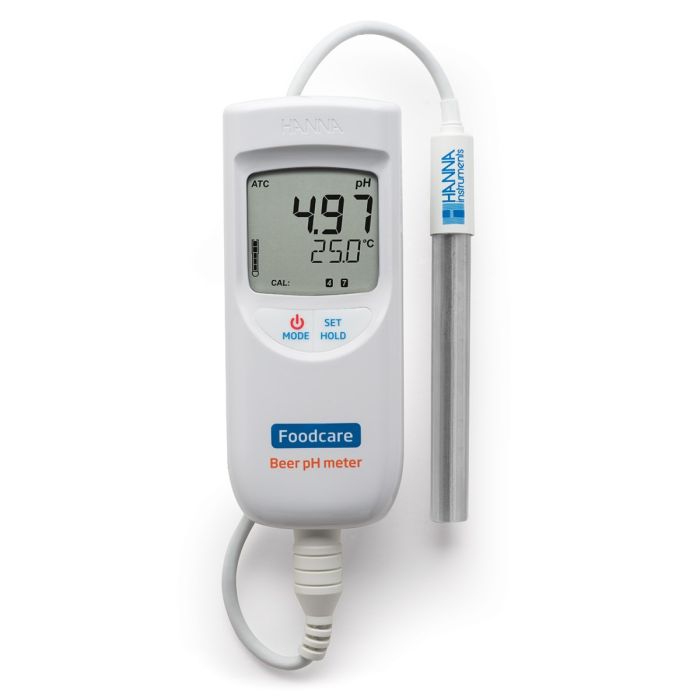 HANNA
ATC pH
4.97
25.0 °C
CAL: 4 7
MODE
SET
HOLD
Foodcare
Beer pH meter
HANNA
instruments